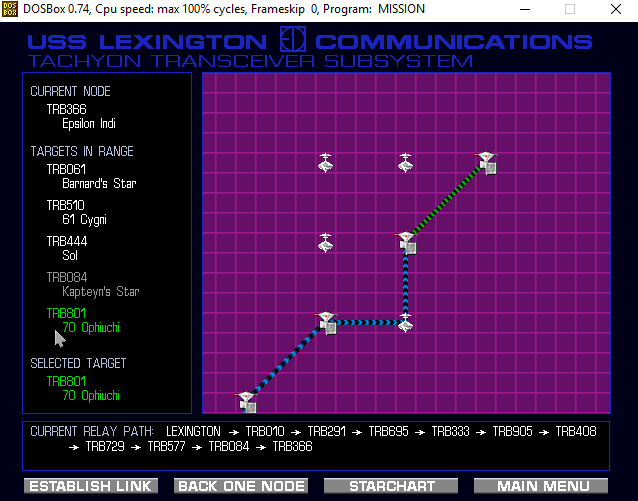 DOSBox 0.74, Cpu speed: max 100% cycles, Frameskip 0, Program: MISSION
USS LEXINGTON COMMUNICATIONS
TACHYON TRANSCEIVER SUBSYSTEM
CURRENT NODE
TRB366
Epsilon Indi
TARGETS IN RANGE
TRB061
Barnard's Star
TRB510
61 Cygni
TRB444
Sol
TRB084
Kapteyn's Star
TRB801
70 Ophiuchi
SELECTED TARGET
TRB801
70 Ophiuchi
CURRENT RELAY PATH: LEXINGTON → TRB010 → TRB291 → TRB695 → TRB333 → TRB905 → TRB408
→ TRB729 → TRB577 → TRB084 → TRB366
ESTABLISH LINK BACK ONE NODE STARCHART MAIN MENU